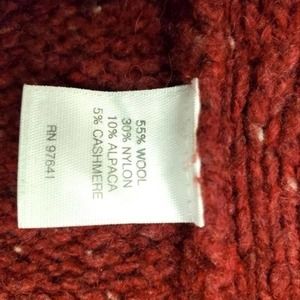 55% WOOL
30% NYLON
10% ALPACA
5% CASHMERE
RN 97641